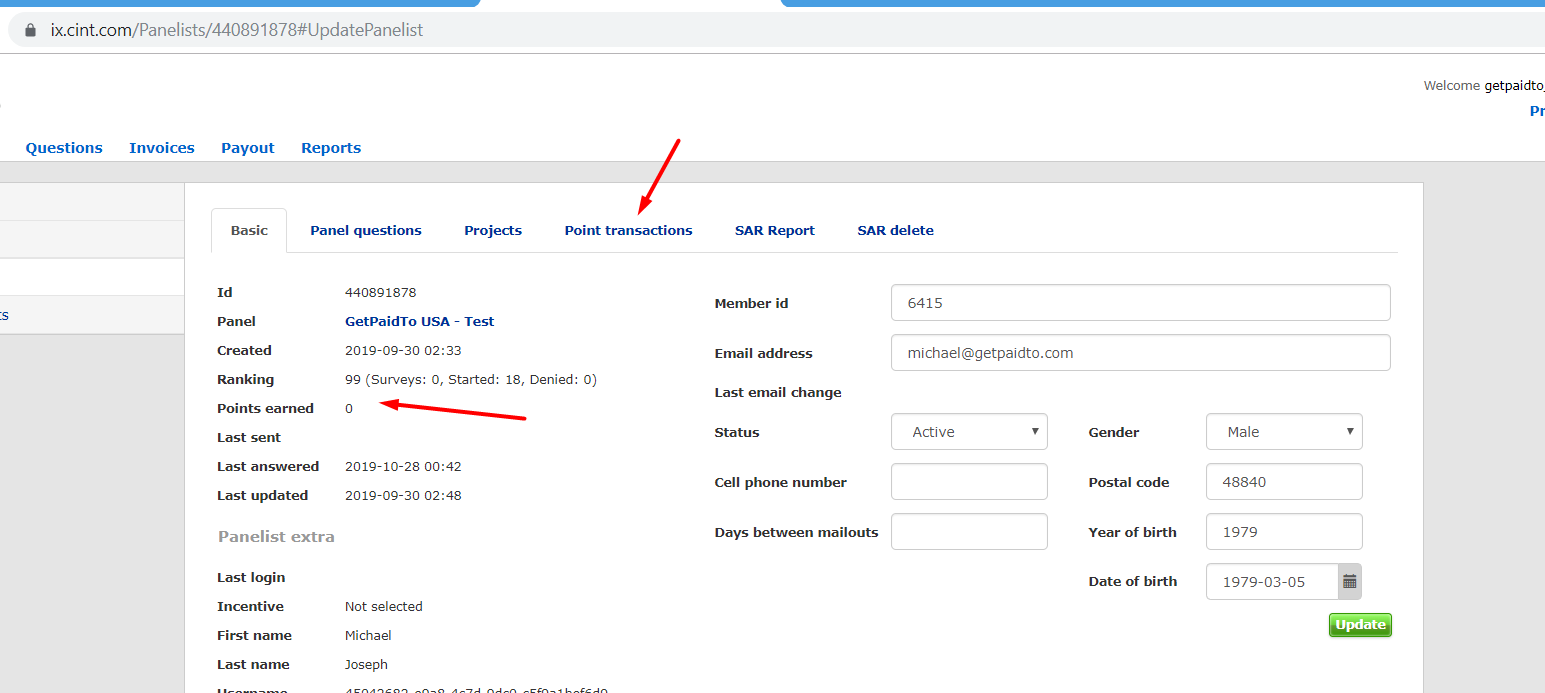 ix.cint.com/Panelists/440891878#UpdatePanelist
Welcome getpaidto_
Pr
Questions Invoices Payout Reports
Basic Panel questions Projects Point transactions SAR Report SAR delete
ts
Id 440891878
Panel GetPaidTo USA - Test
Created 2019-09-30 02:33
Ranking 99 (Surveys: 0, Started: 18, Denied: 0)
Points earned 0
Last sent
Last answered 2019-10-28 00:42
Last updated 2019-09-30 02:48
Panelist extra
Last login
Incentive Not selected
First name Michael
Last name Joseph
Username
Member id 6415
Email address michael@getpaidto.com
Last email change
Status Active Gender Male
Cell phone number Postal code 48840
Days between mailouts Year of birth 1979
Date of birth 1979-03-05
Update